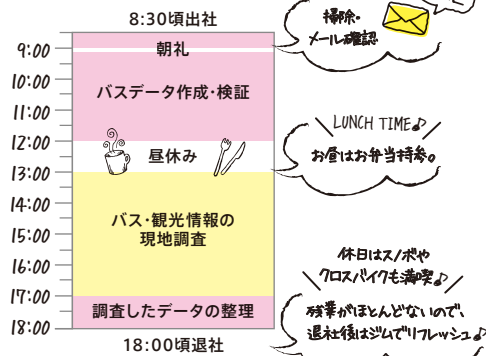 8:30頃出社
9:00
朝礼
掃除・
メール確認
10:00
バスデータ作成・検証
11:00
12:00
LUNCH TIME♪
昼休み
お昼はお弁当持参。
13:00
14:00
バス・観光情報の
現地調査
15:00
16:00
休日はスノボや
クロスバイクも満喫♪
17:00
調査したデータの整理
残業がほとんどないので、
退社後はジムでリフレッシュ♪
18:00
18:00頃退社